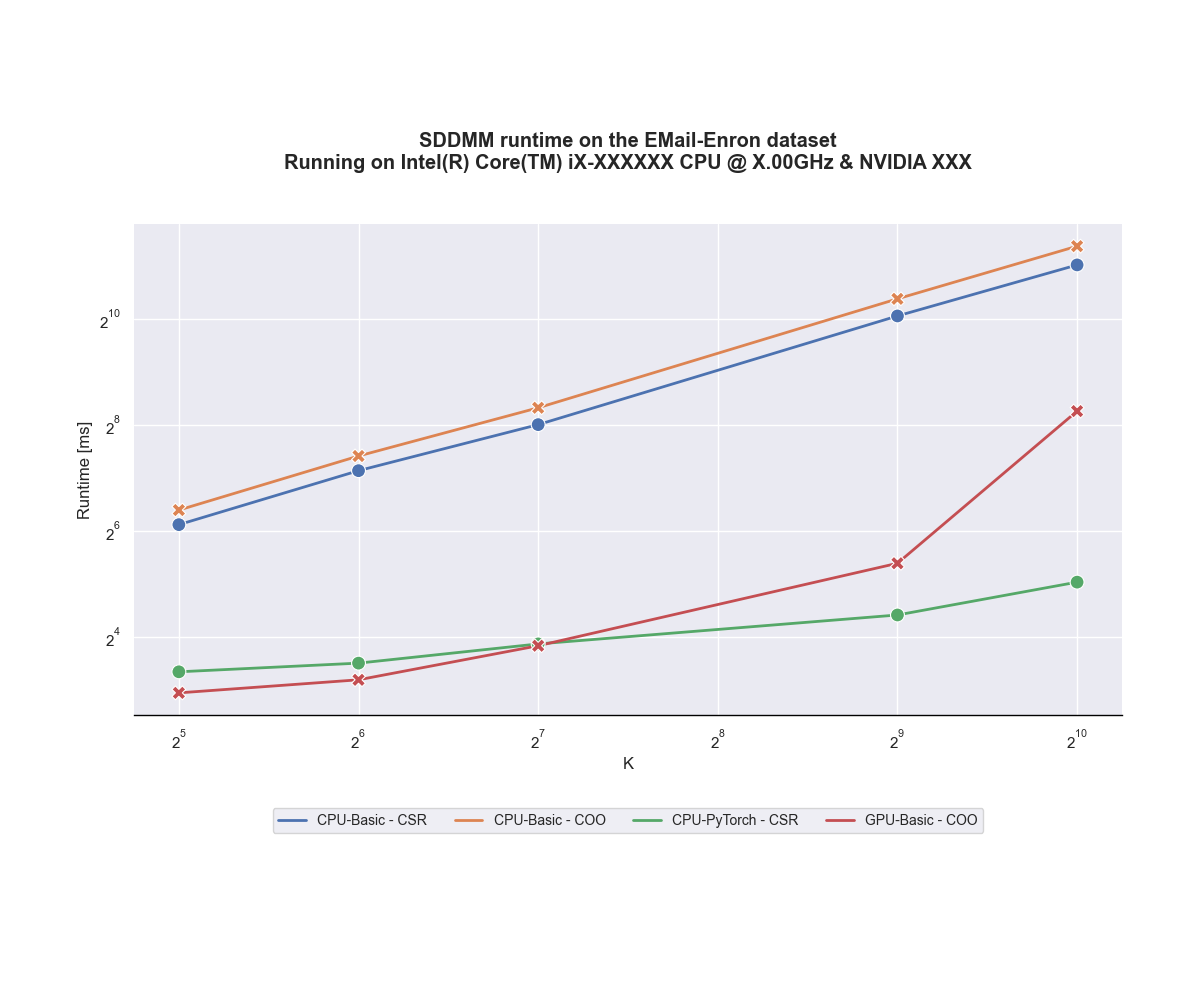 SDDMM runtime on the EMail-Enron dataset
Running on Intel(R) Core(TM) iX-XXXXXX CPU @ X.00GHz & NVIDIA XXX
2^10
2^8
2^6
2^4
Runtime [ms]
2^5 2^6 2^7 2^8 2^9 2^10
K
CPU-Basic - CSR CPU-Basic - COO CPU-PyTorch - CSR GPU-Basic - COO